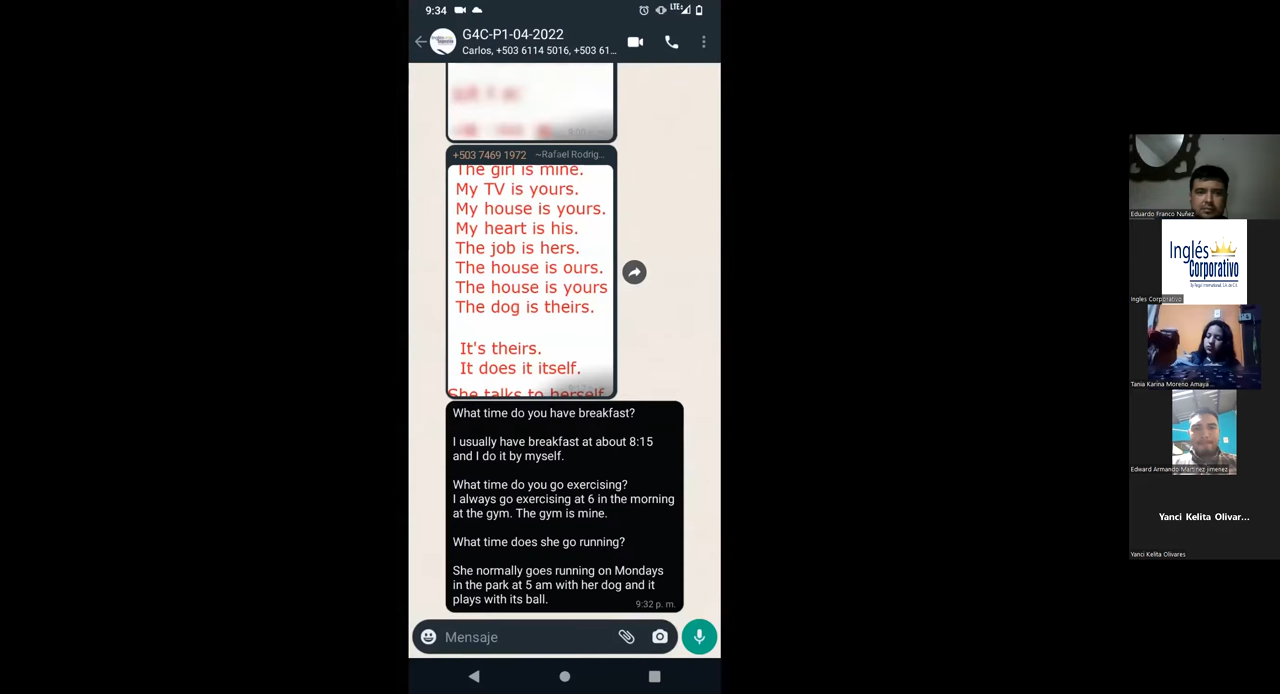 9:34
LTE
G4C-P1-04-2022
Carlos, +503 6114 5016, +503 61...
+503 7469 1972 ~Rafael Rodrig...
The girl is mine.
My TV is yours.
My house is yours.
My heart is his.
The job is hers.
The house is ours.
The house is yours
The dog is theirs.
It's theirs.
It does it itself.
She talks to herself
What time do you have breakfast?
I usually have breakfast at about 8:15
and I do it by myself.
What time do you go exercising?
I always go exercising at 6 in the morning
at the gym. The gym is mine.
What time does she go running?
She normally goes running on Mondays
in the park at 5 am with her dog and it
plays with its ball.
9:32 p. m.
Mensaje
Eduardo Franco Nuñez
Inglés
Corporativo
Ingles Corporativo
Tania Karina Moreno Amaya
Edward Armando Martinez jimenez
Yanci Kelita Olivar...
Yanci Kelita Olivares